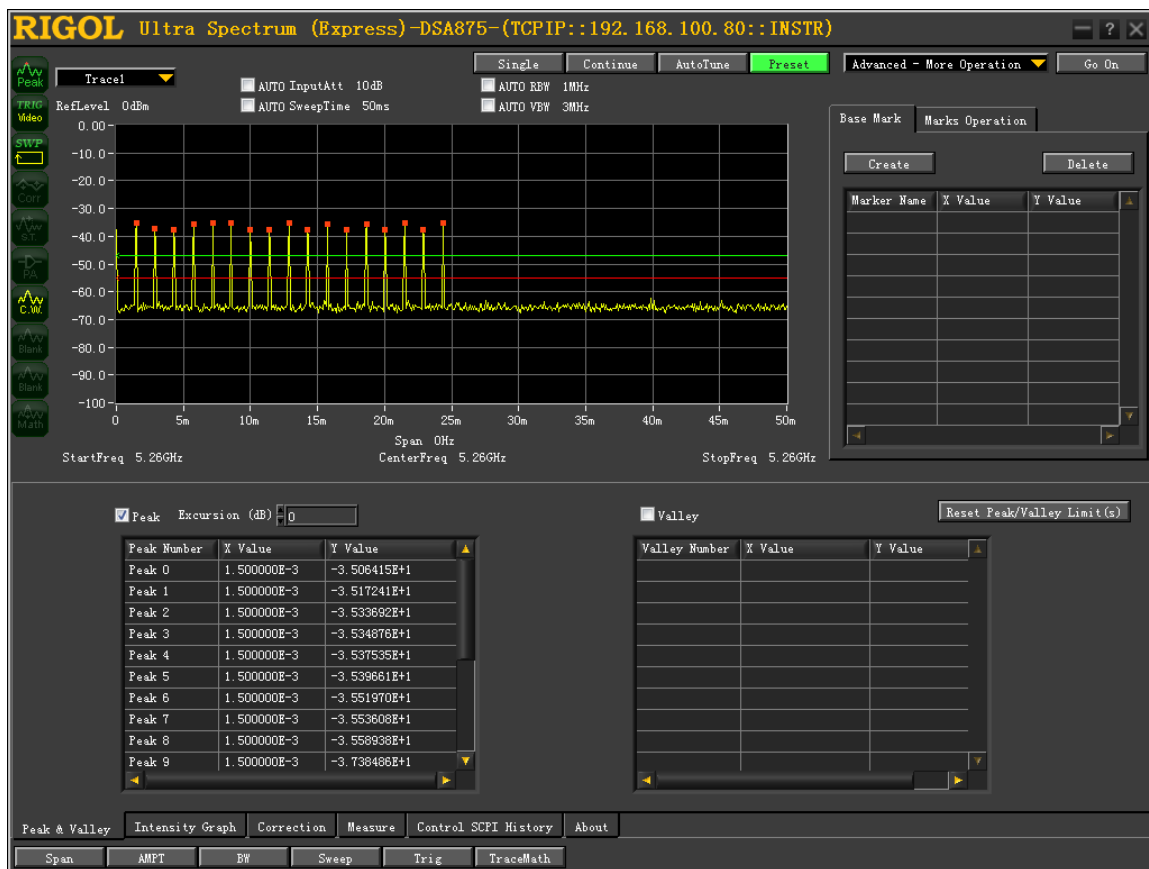 RIGOL Ultra Spectrum (Express)-DSA875-(TCPIP::192.168.100.80::INSTR)
Single Continue AutoTune Preset Advanced - More Operation Go On
Peak
Trace1
AUTO InputAtt 10dB AUTO RBW 1MHz
TRIG
Video
RefLevel 0dBm AUTO SweepTime 50ms AUTO VBW 3MHz
Base Mark Marks Operation
SWP
Create Delete
Marker Name X Value Y Value
Corr
S.T.
PA
C.W.
Blank
Blank
Math
0.00
-10.0
-20.0
-30.0
-40.0
-50.0
-60.0
-70.0
-80.0
-90.0
-100
0 5m 10m 15m 20m 25m 30m 35m 40m 45m 50m
Span 0Hz
StartFreq 5.26GHz CenterFreq 5.26GHz StopFreq 5.26GHz
Peak Excursion (dB) 0 Valley Reset Peak/Valley Limit(s)
Peak Number X Value Y Value Valley Number X Value Y Value
Peak 0 1.500000E-3 -3.506415E+1
Peak 1 1.500000E-3 -3.517241E+1
Peak 2 1.500000E-3 -3.533692E+1
Peak 3 1.500000E-3 -3.534876E+1
Peak 4 1.500000E-3 -3.537535E+1
Peak 5 1.500000E-3 -3.539661E+1
Peak 6 1.500000E-3 -3.551970E+1
Peak 7 1.500000E-3 -3.553608E+1
Peak 8 1.500000E-3 -3.558938E+1
Peak 9 1.500000E-3 -3.738486E+1
Peak & Valley Intensity Graph Correction Measure Control SCPI History About
Span AMPT BW Sweep Trig TraceMath